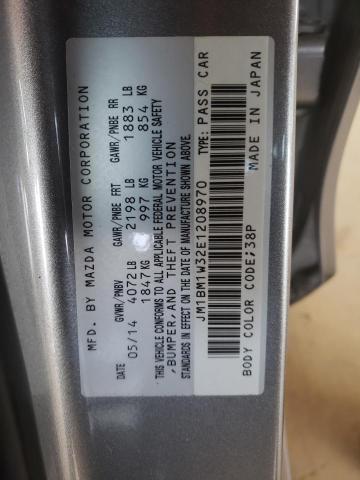 MFD. BY MAZDA MOTOR CORPORATION
GVWR/PNBV GAWR/PNBE FRT GAWR/PNBE RR
DATE 4072 LB 2198 LB 1883 LB
05/14 1847 KG 997 KG 854 KG
THIS VEHICLE CONFORMS TO ALL APPLICABLE FEDERAL MOTOR VEHICLE SAFETY
,BUMPER,AND THEFT PREVENTION
STANDARDS IN EFFECT ON THE DATE OF MANUFACTURE SHOWN ABOVE.
JM1BM1W32E1208970 TYPE: PASS CAR
BODY COLOR CODE;38P MADE IN JAPAN